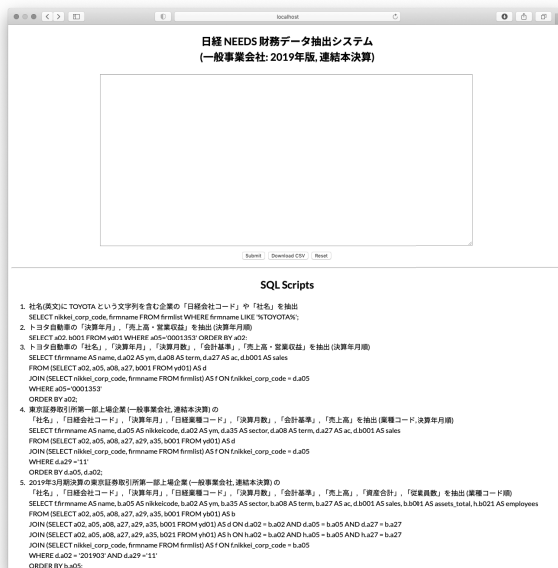 localhost
日経 NEEDS 財務データ抽出システム
(一般事業会社: 2019年版, 連結本決算)
Submit
Download CSV
Reset
SQL Scripts
1. 社名(英文)に TOYOTA という文字列を含む企業の「日経会社コード」や「社名」を抽出
SELECT nikkei_corp_code, firmname FROM firmlist WHERE firmname LIKE '%TOYOTA%';
2. トヨタ自動車の「決算年月」,「売上高・営業収益」を抽出 (決算年月順)
SELECT a02, b001 FROM yd01 WHERE a05='0001353' ORDER BY a02;
3. トヨタ自動車の「社名」,「決算年月」,「決算月数」,「会計基準」,「売上高・営業収益」を抽出 (決算年月順)
SELECT f.firmname AS name, d.a02 AS ym, d.a08 AS term, d.a27 AS ac, d.b001 AS sales
FROM (SELECT a02, a05, a08, a27, b001 FROM yd01) AS d
JOIN (SELECT nikkei_corp_code, firmname FROM firmlist) AS f ON f.nikkei_corp_code = d.a05
WHERE a05='0001353'
ORDER BY a02;
4. 東京証券取引所第一部上場企業 (一般事業会社, 連結本決算) の
「社名」,「日経会社コード」,「決算年月」,「日経業種コード」,「決算月数」,「会計基準」,「売上高」を抽出 (業種コード,決算年月順)
SELECT f.firmname AS name, d.a05 AS nikkeicode, d.a02 AS ym, d.a35 AS sector, d.a08 AS term, d.a27 AS ac, d.b001 AS sales
FROM (SELECT a02, a05, a08, a27, a29, a35, b001 FROM yd01) AS d
JOIN (SELECT nikkei_corp_code, firmname FROM firmlist) AS f ON f.nikkei_corp_code = d.a05
WHERE d.a29 ='11'
ORDER BY d.a05, d.a02;
5. 2019年3月期決算の東京証券取引所第一部上場企業 (一般事業会社, 連結本決算) の
「社名」,「日経会社コード」,「決算年月」,「日経業種コード」,「決算月数」,「会計基準」,「売上高」,「資産合計」,「従業員数」を抽出 (業種コード順)
SELECT f.firmname AS name, b.a05 AS nikkeicode, b.a02 AS ym, b.a35 AS sector, b.a08 AS term, b.a27 AS ac, d.b001 AS sales, b.b081 AS assets_total, h.b021 AS employees
FROM (SELECT a02, a05, a08, a27, a29, a35, b001 FROM yb01) AS b
JOIN (SELECT a02, a05, a08, a27, a29, a35, b001 FROM yd01) AS d ON d.a02 = b.a02 AND d.a05 = b.a05 AND d.a27 = b.a27
JOIN (SELECT a02, a05, a08, a27, a29, a35, b021 FROM yh01) AS h ON h.a02 = b.a02 AND h.a05 = b.a05 AND h.a27 = b.a27
JOIN (SELECT nikkei_corp_code, firmname FROM firmlist) AS f ON f.nikkei_corp_code = b.a05
WHERE d.a02 = '201903' AND d.a29 ='11'
ORDER BY b.a05;